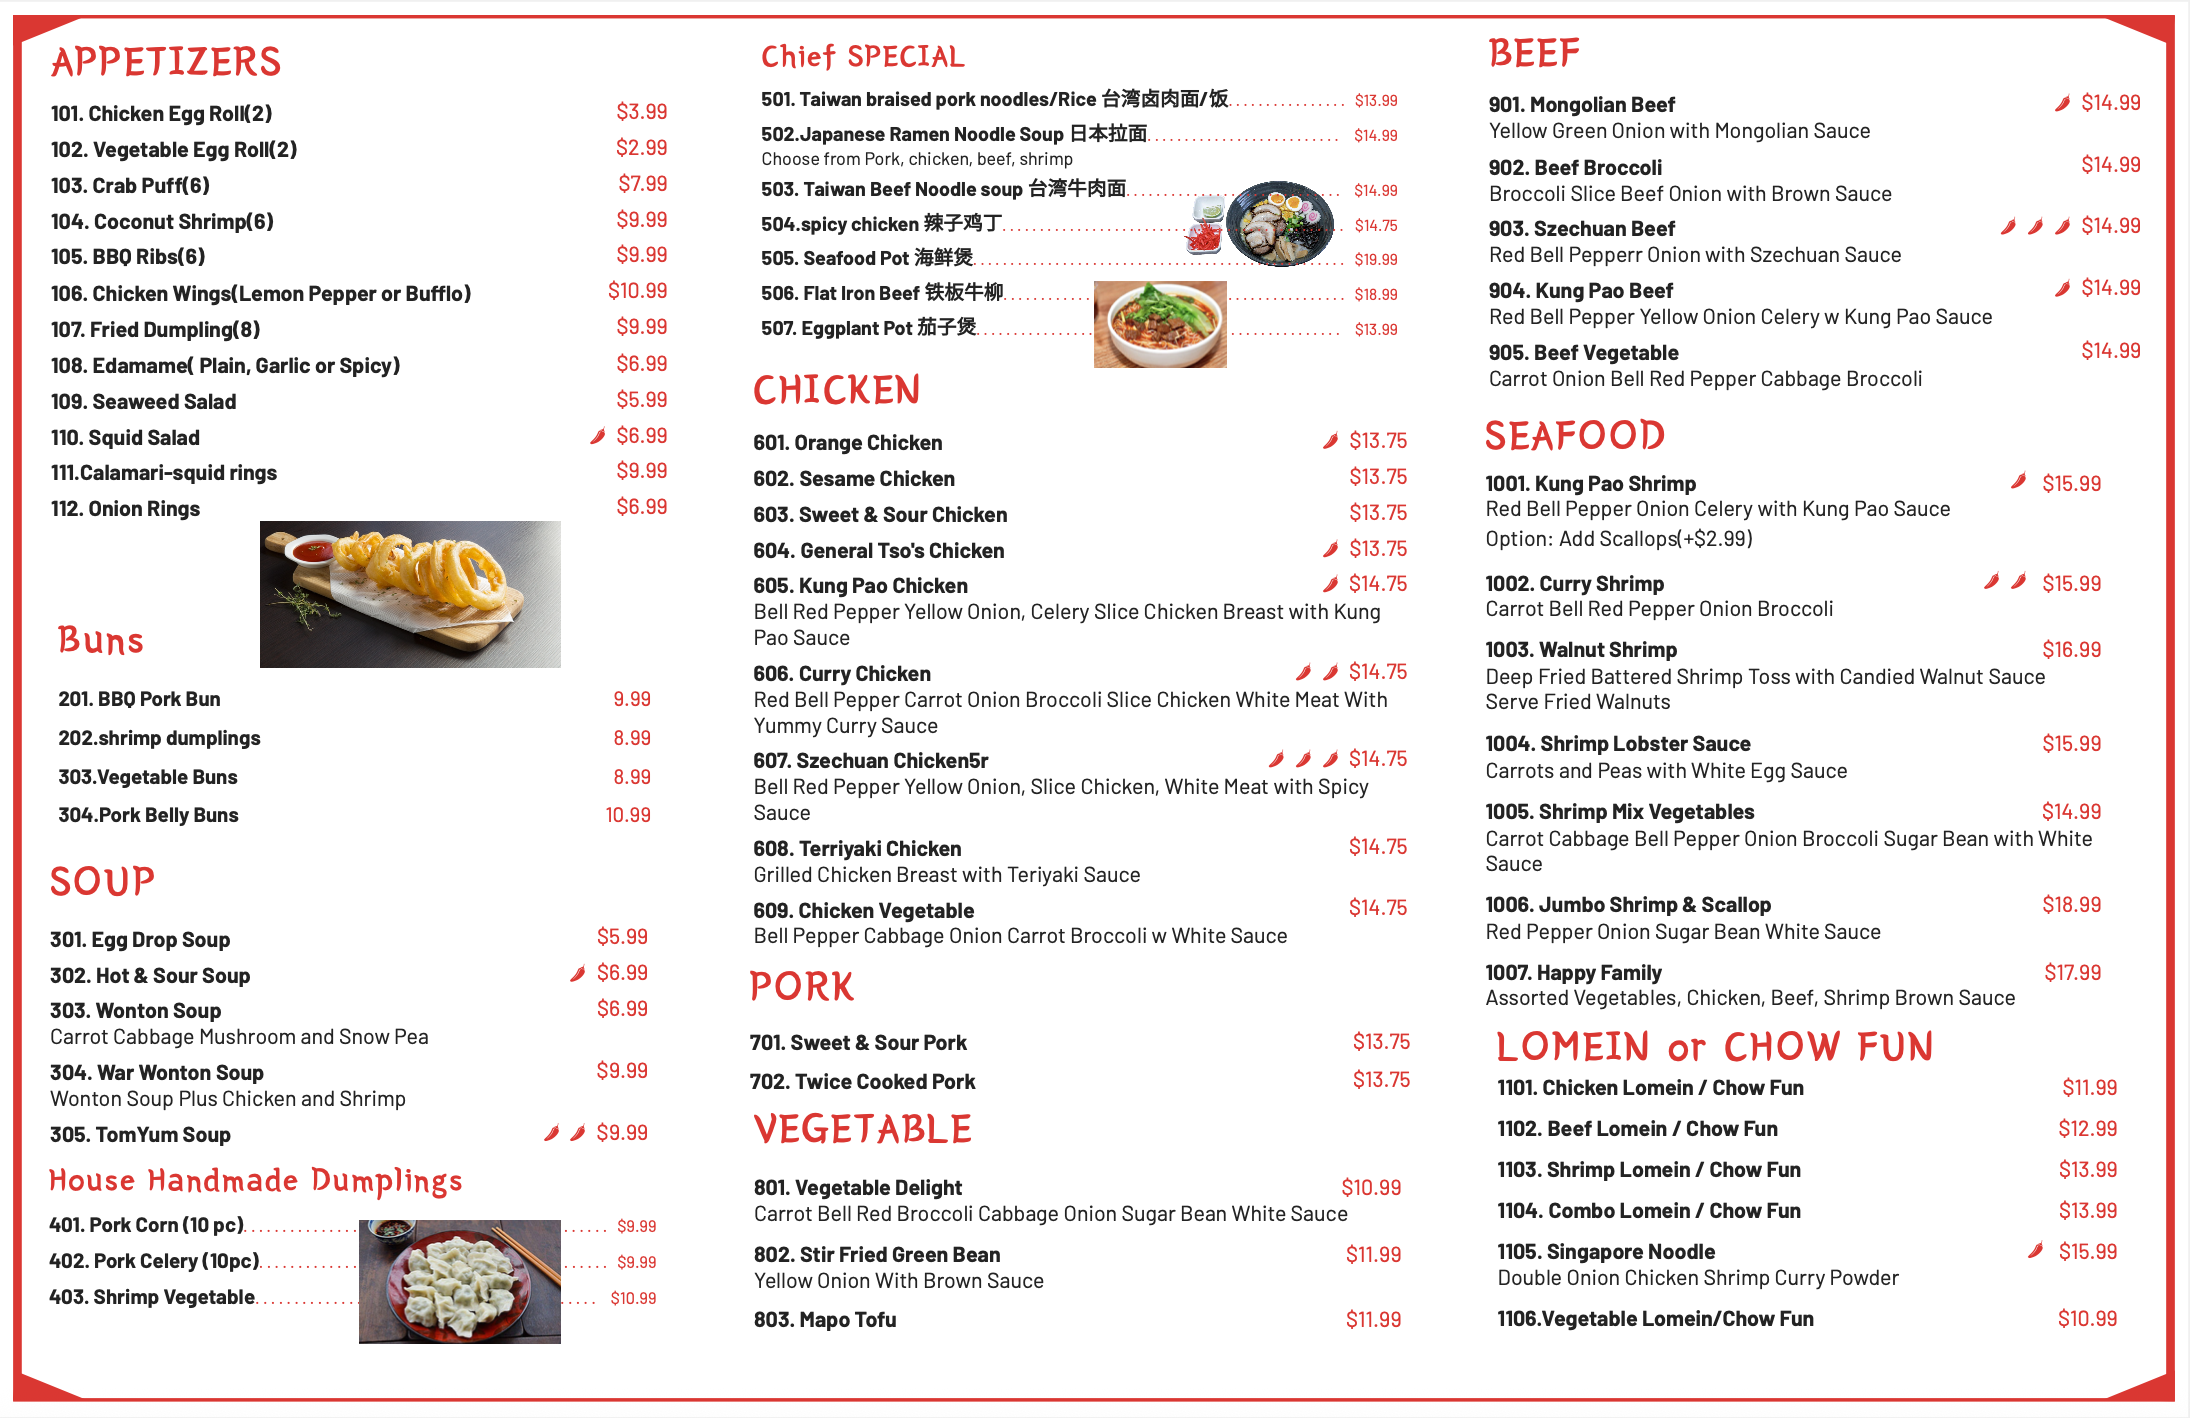 APPETIZERS
101. Chicken Egg Roll(2) $3.99
102. Vegetable Egg Roll(2) $2.99
103. Crab Puff(6) $7.99
104. Coconut Shrimp(6) $9.99
105. BBQ Ribs(6) $9.99
106. Chicken Wings(Lemon Pepper or Bufflo) $10.99
107. Fried Dumpling(8) $9.99
108. Edamame( Plain, Garlic or Spicy) $6.99
109. Seaweed Salad $5.99
110. Squid Salad $6.99
111.Calamari-squid rings $9.99
112. Onion Rings $6.99
Buns
201. BBQ Pork Bun 9.99
202.shrimp dumplings 8.99
303.Vegetable Buns 8.99
304.Pork Belly Buns 10.99
SOUP
301. Egg Drop Soup $5.99
302. Hot & Sour Soup $6.99
303. Wonton Soup $6.99
Carrot Cabbage Mushroom and Snow Pea
304. War Wonton Soup $9.99
Wonton Soup Plus Chicken and Shrimp
305. TomYum Soup $9.99
House Handmade Dumplings
401. Pork Corn (10 pc) $9.99
402. Pork Celery (10pc) $9.99
403. Shrimp Vegetable $10.99
Chief SPECIAL
501. Taiwan braised pork noodles/Rice 台湾卤肉面/饭 $13.99
502.Japanese Ramen Noodle Soup 日本拉面 $14.99
Choose from Pork, chicken, beef, shrimp
503. Taiwan Beef Noodle soup 台湾牛肉面 $14.99
504.spicy chicken 辣子鸡丁 $14.75
505. Seafood Pot 海鲜煲 $19.99
506. Flat Iron Beef 铁板牛柳 $18.99
507. Eggplant Pot 茄子煲 $13.99
CHICKEN
601. Orange Chicken $13.75
602. Sesame Chicken $13.75
603. Sweet & Sour Chicken $13.75
604. General Tso's Chicken $13.75
605. Kung Pao Chicken $14.75
Bell Red Pepper Yellow Onion, Celery Slice Chicken Breast with Kung
Pao Sauce
606. Curry Chicken $14.75
Red Bell Pepper Carrot Onion Broccoli Slice Chicken White Meat With
Yummy Curry Sauce
607. Szechuan Chicken5r $14.75
Bell Red Pepper Yellow Onion, Slice Chicken, White Meat with Spicy
Sauce
608. Terriyaki Chicken $14.75
Grilled Chicken Breast with Teriyaki Sauce
609. Chicken Vegetable $14.75
Bell Pepper Cabbage Onion Carrot Broccoli w White Sauce
PORK
701. Sweet & Sour Pork $13.75
702. Twice Cooked Pork $13.75
VEGETABLE
801. Vegetable Delight $10.99
Carrot Bell Red Broccoli Cabbage Onion Sugar Bean White Sauce
802. Stir Fried Green Bean $11.99
Yellow Onion With Brown Sauce
803. Mapo Tofu $11.99
BEEF
901. Mongolian Beef $14.99
Yellow Green Onion with Mongolian Sauce
902. Beef Broccoli $14.99
Broccoli Slice Beef Onion with Brown Sauce
903. Szechuan Beef $14.99
Red Bell Pepperr Onion with Szechuan Sauce
904. Kung Pao Beef $14.99
Red Bell Pepper Yellow Onion Celery w Kung Pao Sauce
905. Beef Vegetable $14.99
Carrot Onion Bell Red Pepper Cabbage Broccoli
SEAFOOD
1001. Kung Pao Shrimp $15.99
Red Bell Pepper Onion Celery with Kung Pao Sauce
Option: Add Scallops(+$2.99)
1002. Curry Shrimp $15.99
Carrot Bell Red Pepper Onion Broccoli
1003. Walnut Shrimp $16.99
Deep Fried Battered Shrimp Toss with Candied Walnut Sauce
Serve Fried Walnuts
1004. Shrimp Lobster Sauce $15.99
Carrots and Peas with White Egg Sauce
1005. Shrimp Mix Vegetables $14.99
Carrot Cabbage Bell Pepper Onion Broccoli Sugar Bean with White
Sauce
1006. Jumbo Shrimp & Scallop $18.99
Red Pepper Onion Sugar Bean White Sauce
1007. Happy Family $17.99
Assorted Vegetables, Chicken, Beef, Shrimp Brown Sauce
LOMEIN or CHOW FUN
1101. Chicken Lomein / Chow Fun $11.99
1102. Beef Lomein / Chow Fun $12.99
1103. Shrimp Lomein / Chow Fun $13.99
1104. Combo Lomein / Chow Fun $13.99
1105. Singapore Noodle $15.99
Double Onion Chicken Shrimp Curry Powder
1106.Vegetable Lomein/Chow Fun $10.99